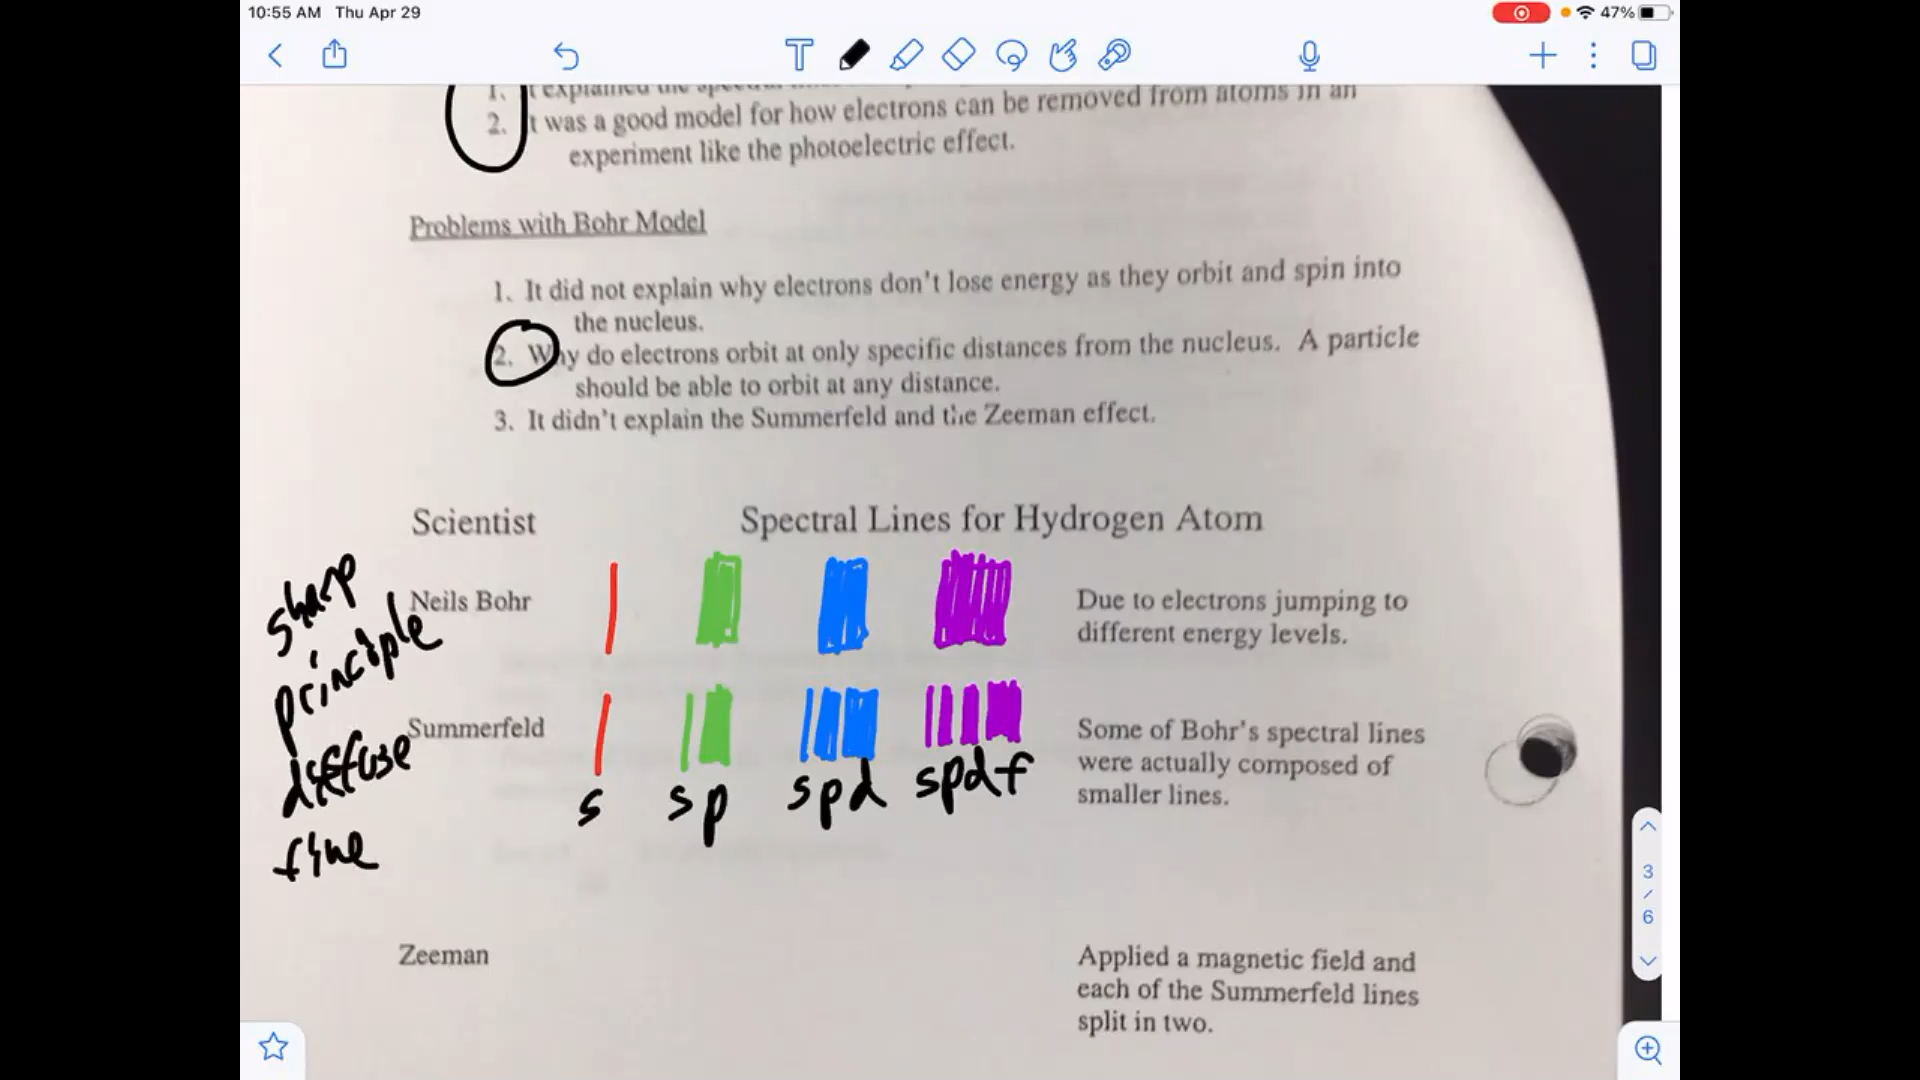 10:55 AM Thu Apr 29
47%
1. It explained the
2. It was a good model for how electrons can be removed from atoms in an
experiment like the photoelectric effect.
Problems with Bohr Model
1. It did not explain why electrons don't lose energy as they orbit and spin into
the nucleus.
2. Why do electrons orbit at only specific distances from the nucleus. A particle
should be able to orbit at any distance.
3. It didn't explain the Summerfeld and the Zeeman effect.
Scientist Spectral Lines for Hydrogen Atom
sharp
principle
diffuse
fine
Neils Bohr
Due to electrons jumping to
different energy levels.
Summerfeld
Some of Bohr's spectral lines
were actually composed of
smaller lines.
s sp spd spdf
Zeeman
Applied a magnetic field and
each of the Summerfeld lines
split in two.
3
/
6